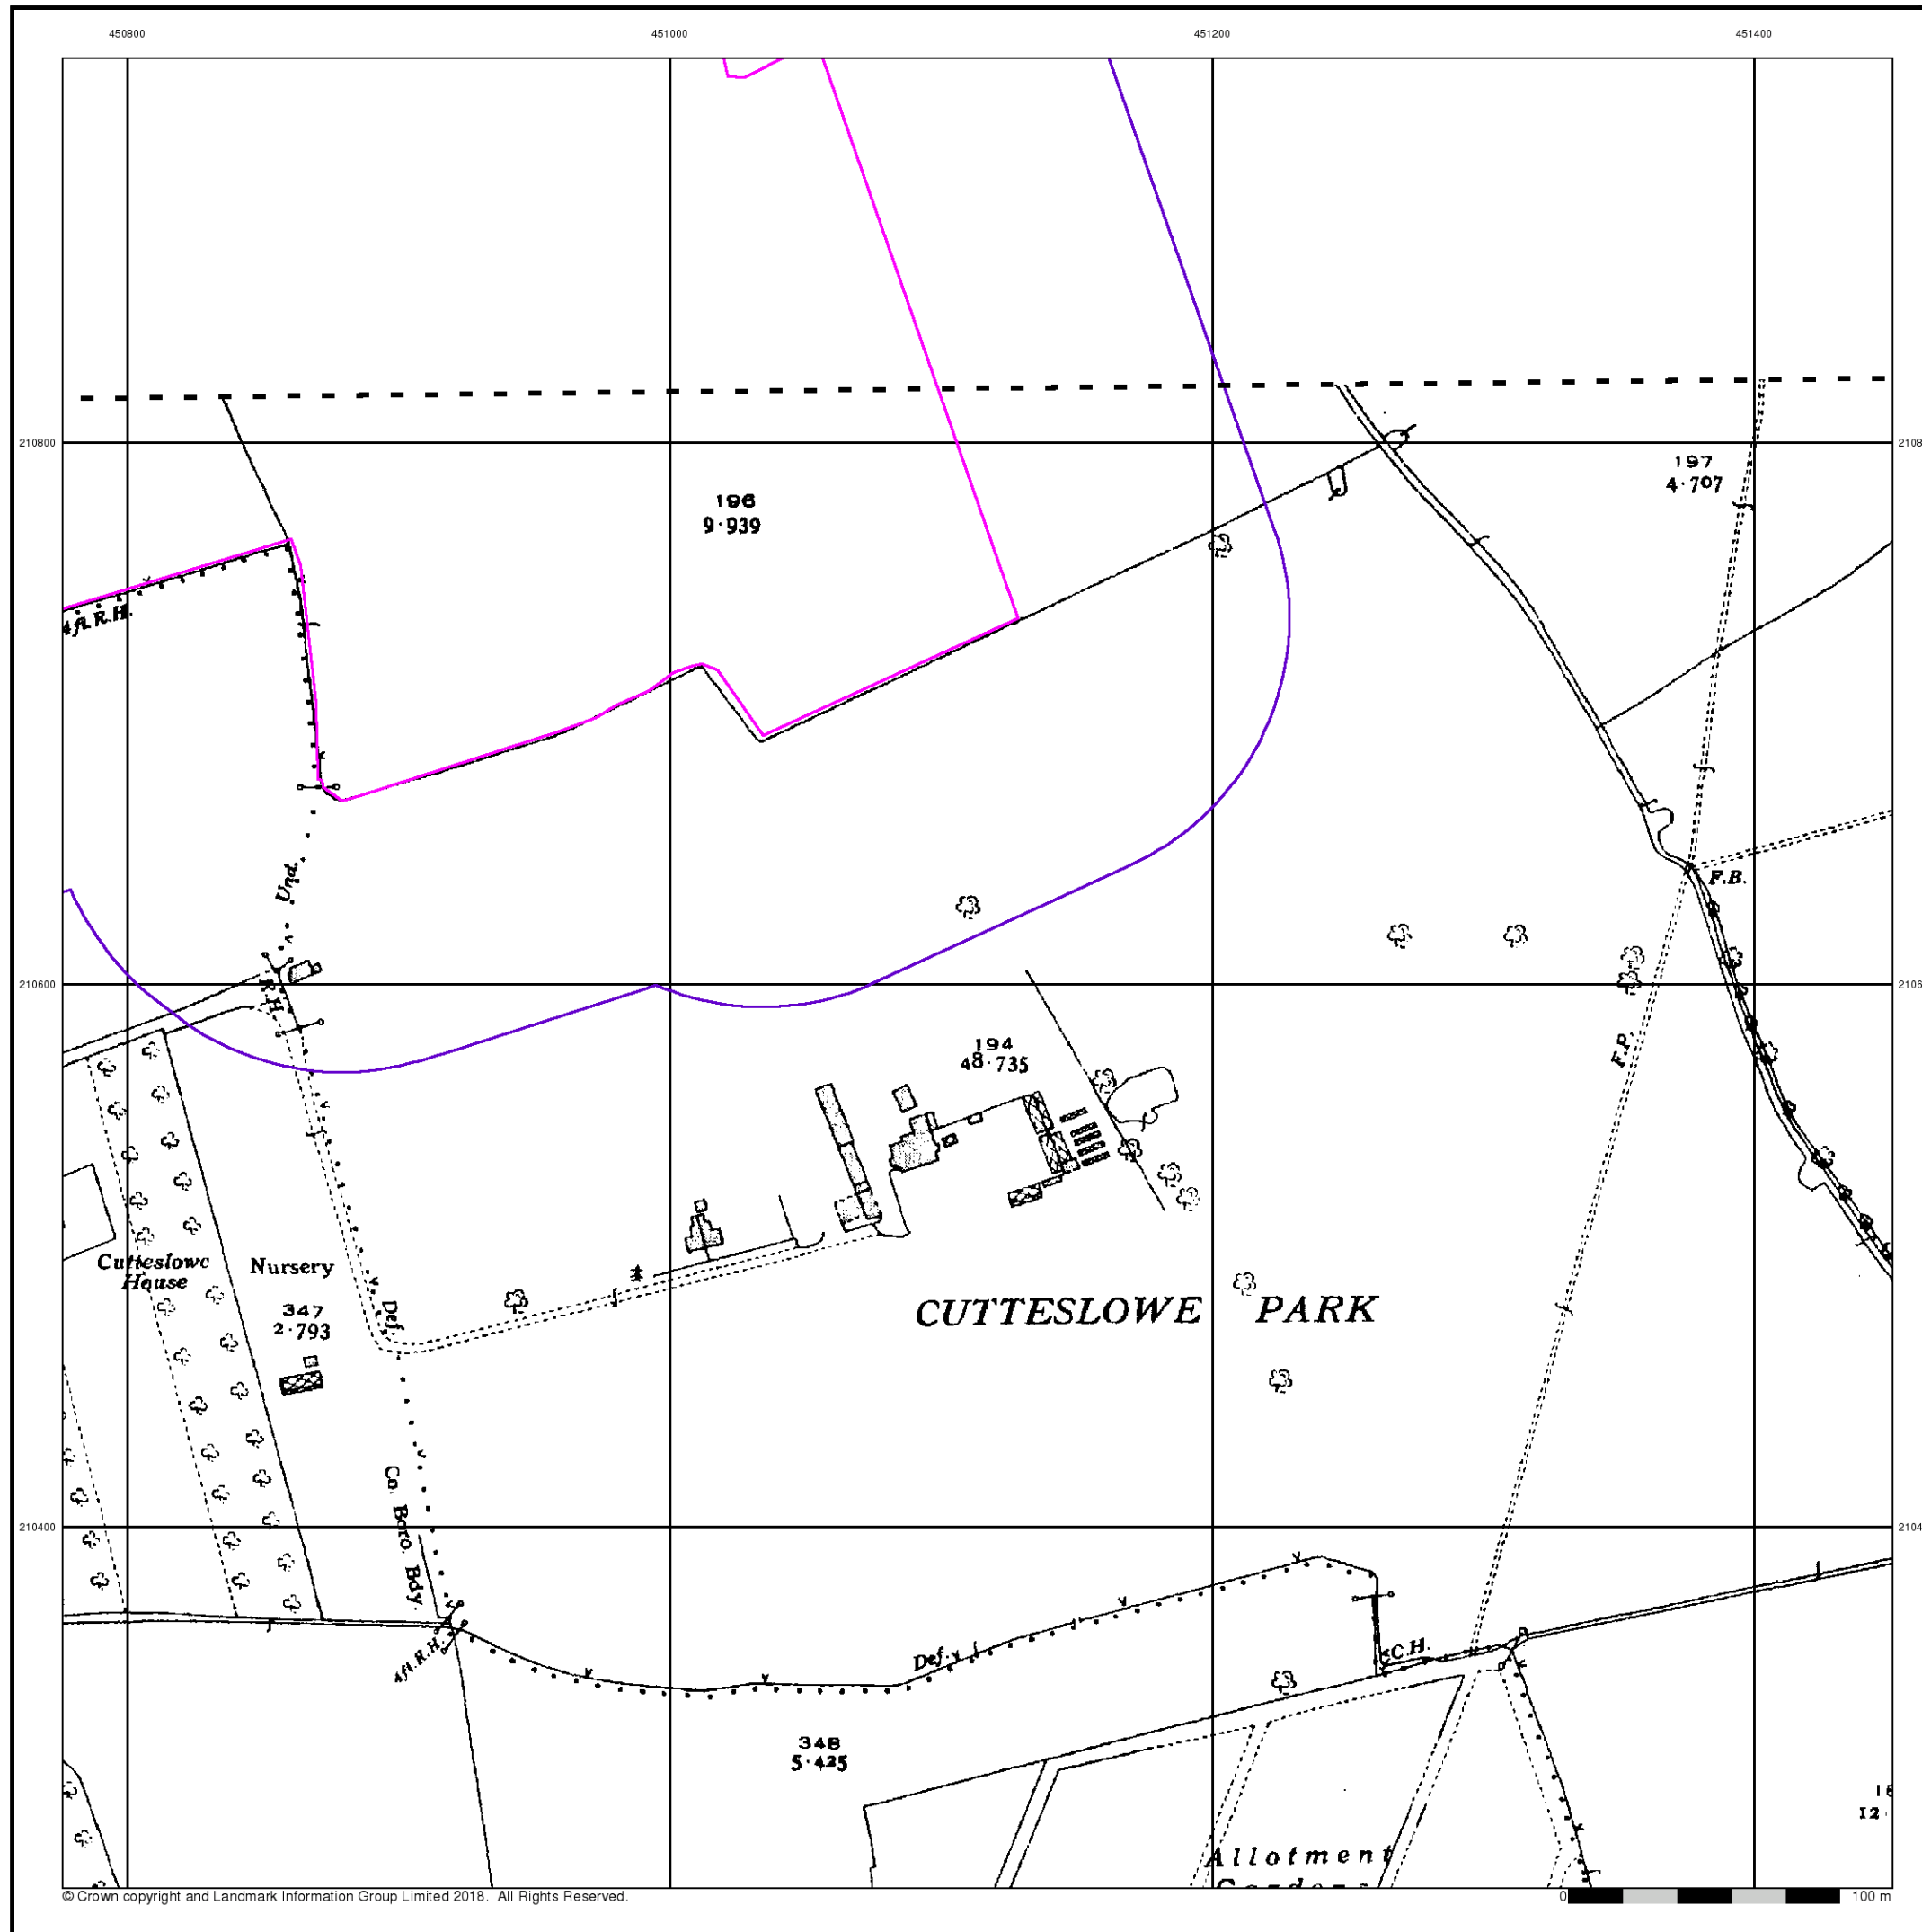 450800 451000 451200 451400
210800
197
4·707
196
9·939
4ft.R.H.
Und.
F.B.
210600
R.H.
F.P.
194
48·735
Cutteslowe
House
Nursery
347
2·793
Def.
CUTTESLOWE PARK
Co. Boro. Bdy.
210400
4ft.R.H.
Def.
C.H.
348
5·425
12·
Allotment
Gardens
© Crown copyright and Landmark Information Group Limited 2018. All Rights Reserved.
0 100 m